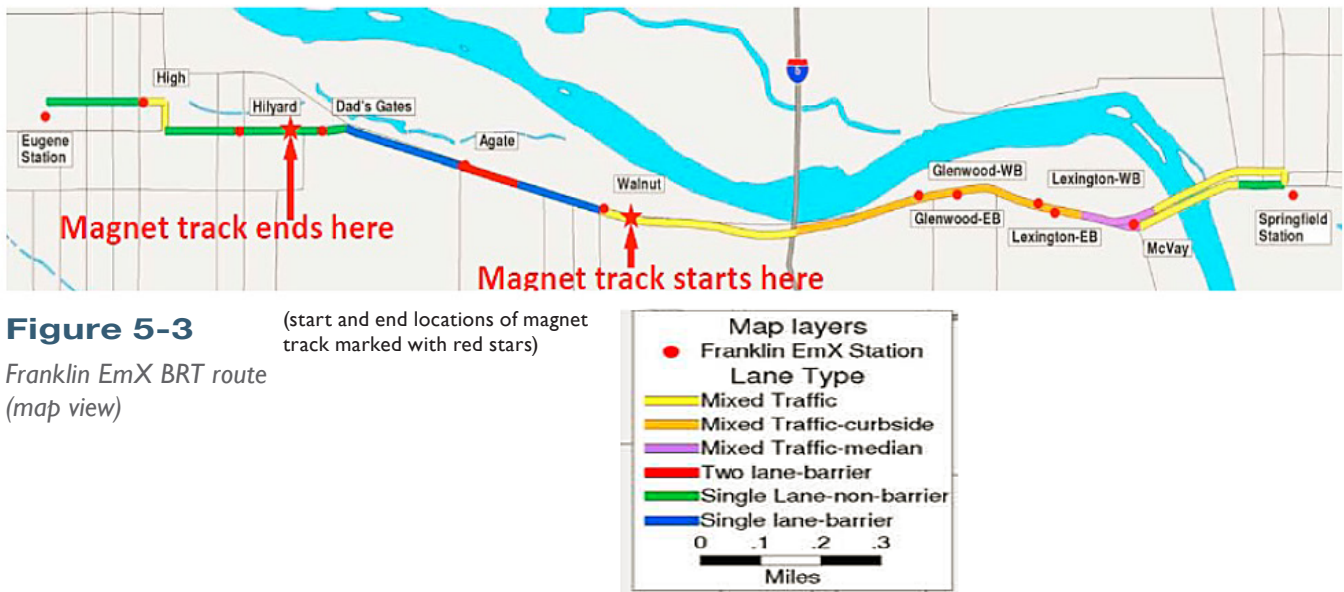 High
Hilyard
Dad's Gates
Eugene
Station
Agate
Walnut
5
Glenwood-WB
Lexington-WB
Glenwood-EB
Lexington-EB
McVay
Springfield
Station
Magnet track ends here
Magnet track starts here
Figure 5-3
Franklin EmX BRT route
(map view)
(start and end locations of magnet
track marked with red stars)
Map layers
Franklin EmX Station
Lane Type
Mixed Traffic
Mixed Traffic-curbside
Mixed Traffic-median
Two lane-barrier
Single Lane-non-barrier
Single lane-barrier
0 .1 .2 .3
Miles